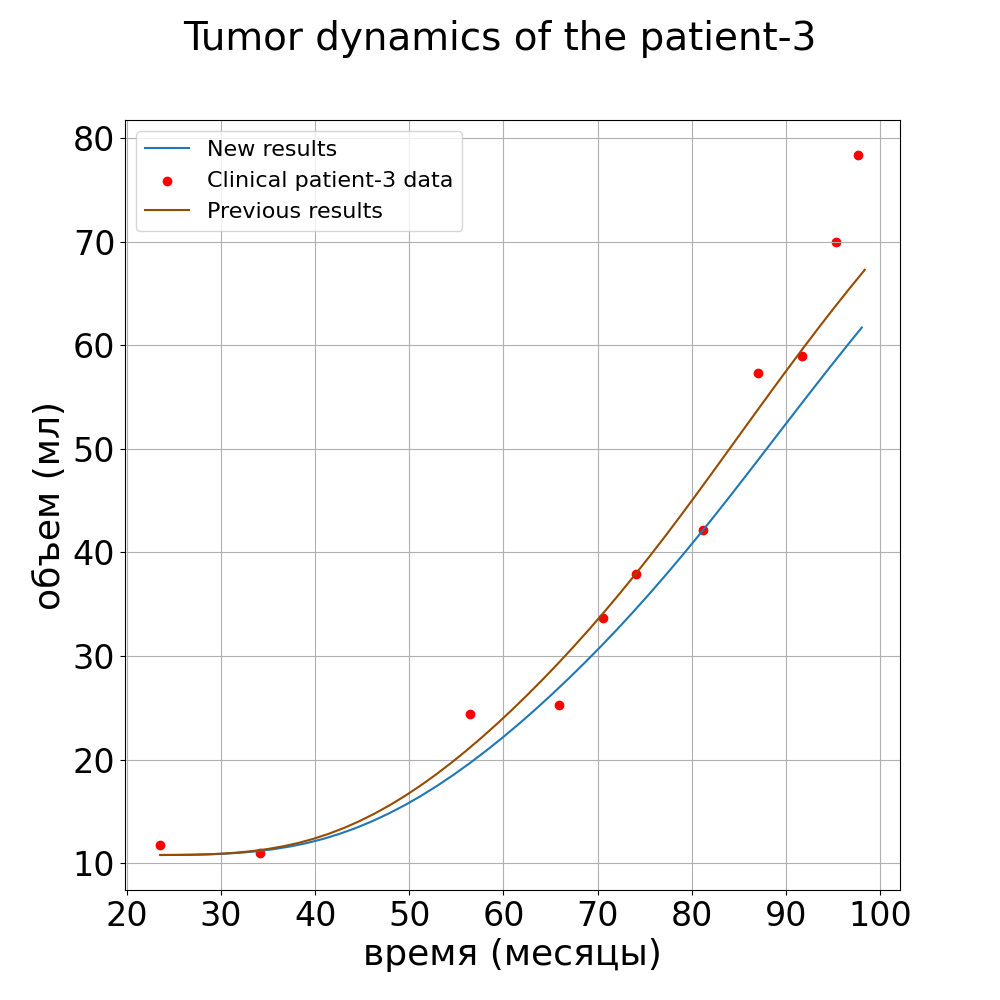 Tumor dynamics of the patient-3
New results
Clinical patient-3 data
Previous results
80
70
60
50
40
30
20
10
объем (мл)
20 30 40 50 60 70 80 90 100
время (месяцы)